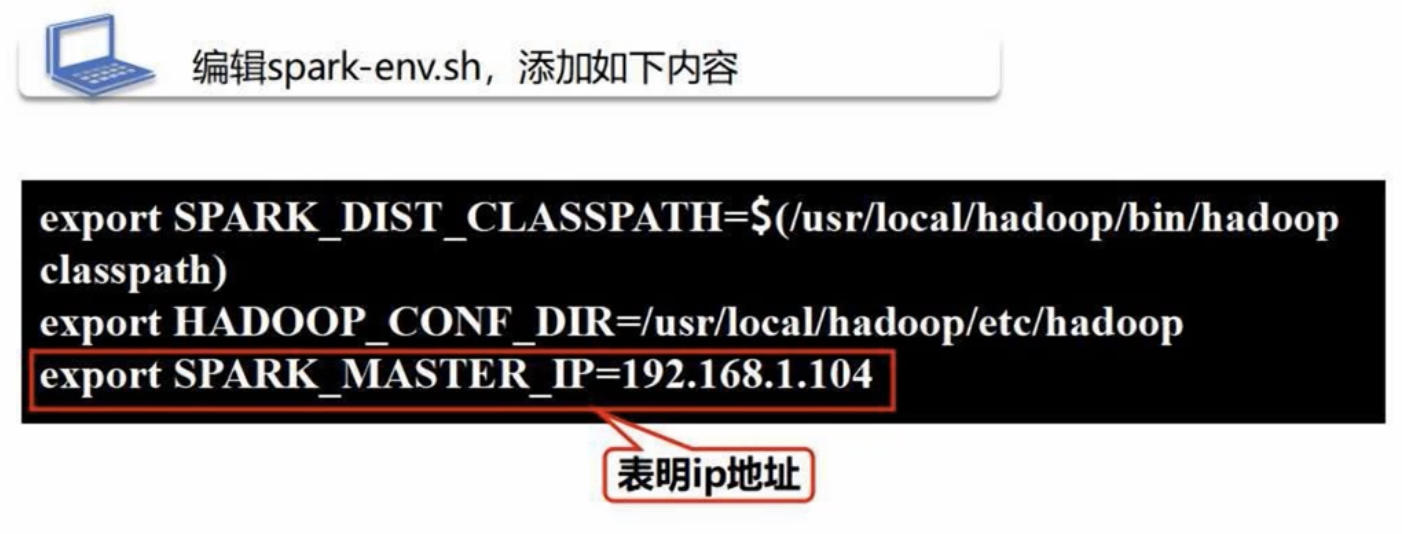 编辑spark-env.sh，添加如下内容
export SPARK_DIST_CLASSPATH=$(/usr/local/hadoop/bin/hadoop
classpath)
export HADOOP_CONF_DIR=/usr/local/hadoop/etc/hadoop
export SPARK_MASTER_IP=192.168.1.104
表明ip地址